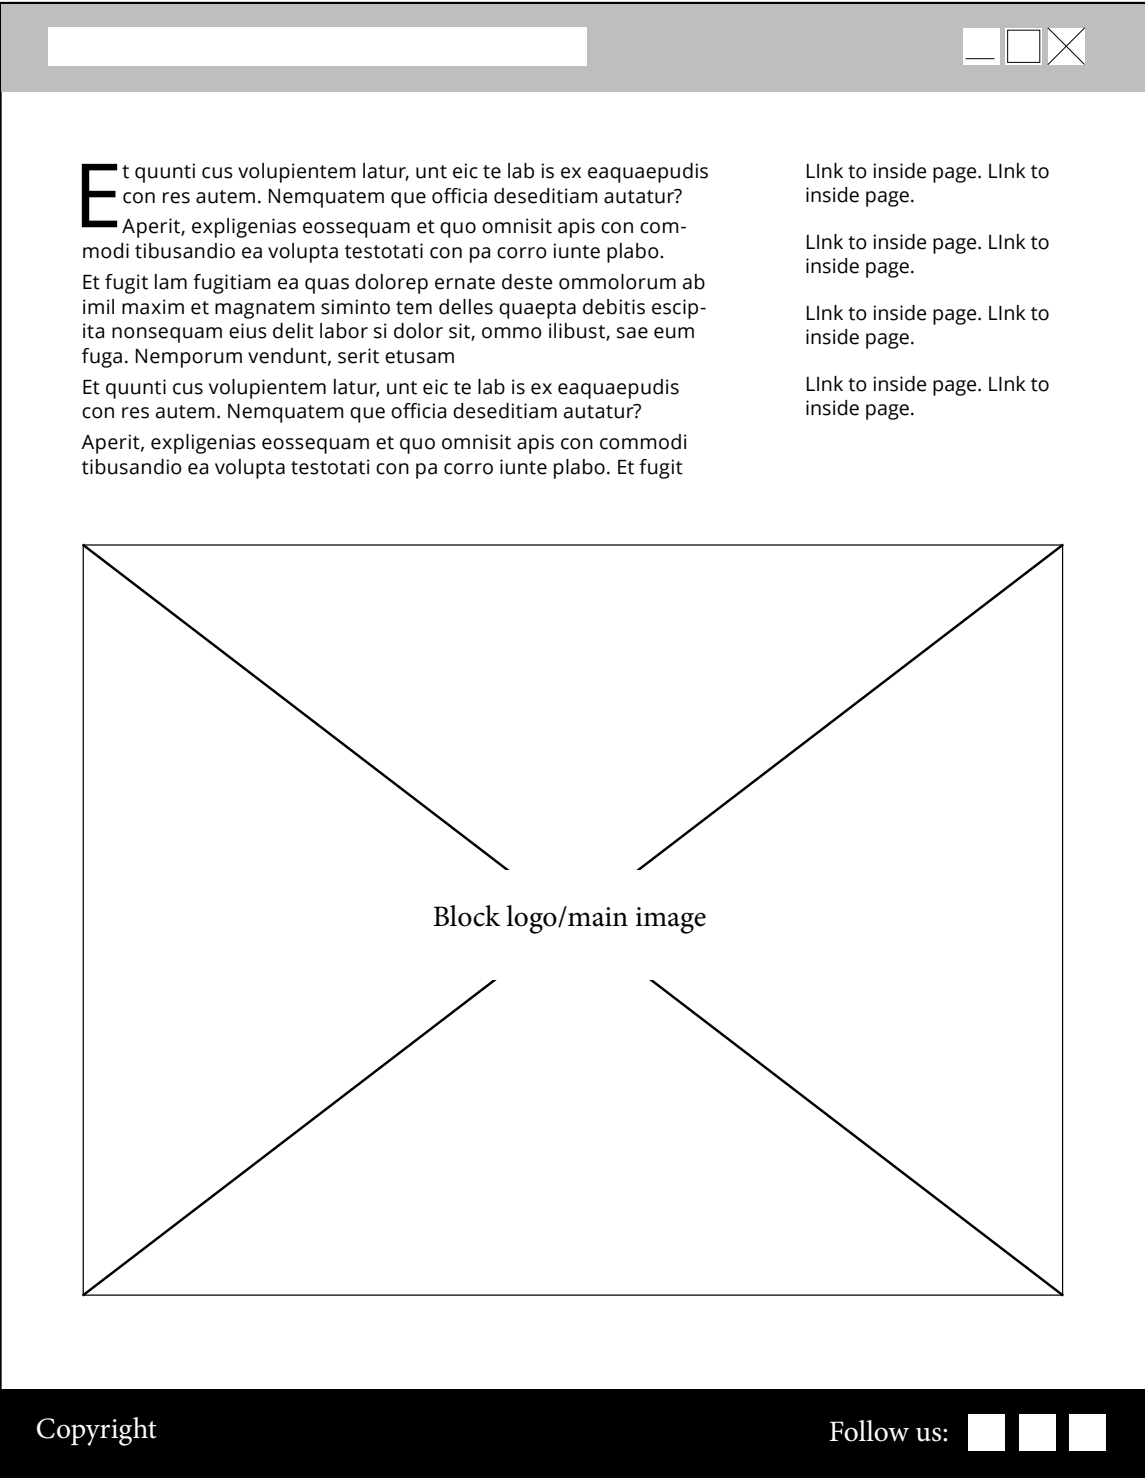 Et quunti cus volupientem latur, unt eic te lab is ex eaquaepudis
con res autem. Nemquatem que officia deseditiam autatur?
Aperit, expligenias eossequam et quo omnisit apis con com-
modi tibusandio ea volupta testotati con pa corro iunte plabo.
Et fugit lam fugitiam ea quas dolorep ernate deste ommolorum ab
imil maxim et magnatem siminto tem delles quaepta debitis escip-
ita nonsequam eius delit labor si dolor sit, ommo ilibust, sae eum
fuga. Nemporum vendunt, serit etusam
Et quunti cus volupientem latur, unt eic te lab is ex eaquaepudis
con res autem. Nemquatem que officia deseditiam autatur?
Aperit, expligenias eossequam et quo omnisit apis con commodi
tibusandio ea volupta testotati con pa corro iunte plabo. Et fugit
LInk to inside page. LInk to
inside page.
LInk to inside page. LInk to
inside page.
LInk to inside page. LInk to
inside page.
LInk to inside page. LInk to
inside page.
Block logo/main image
Copyright
Follow us: